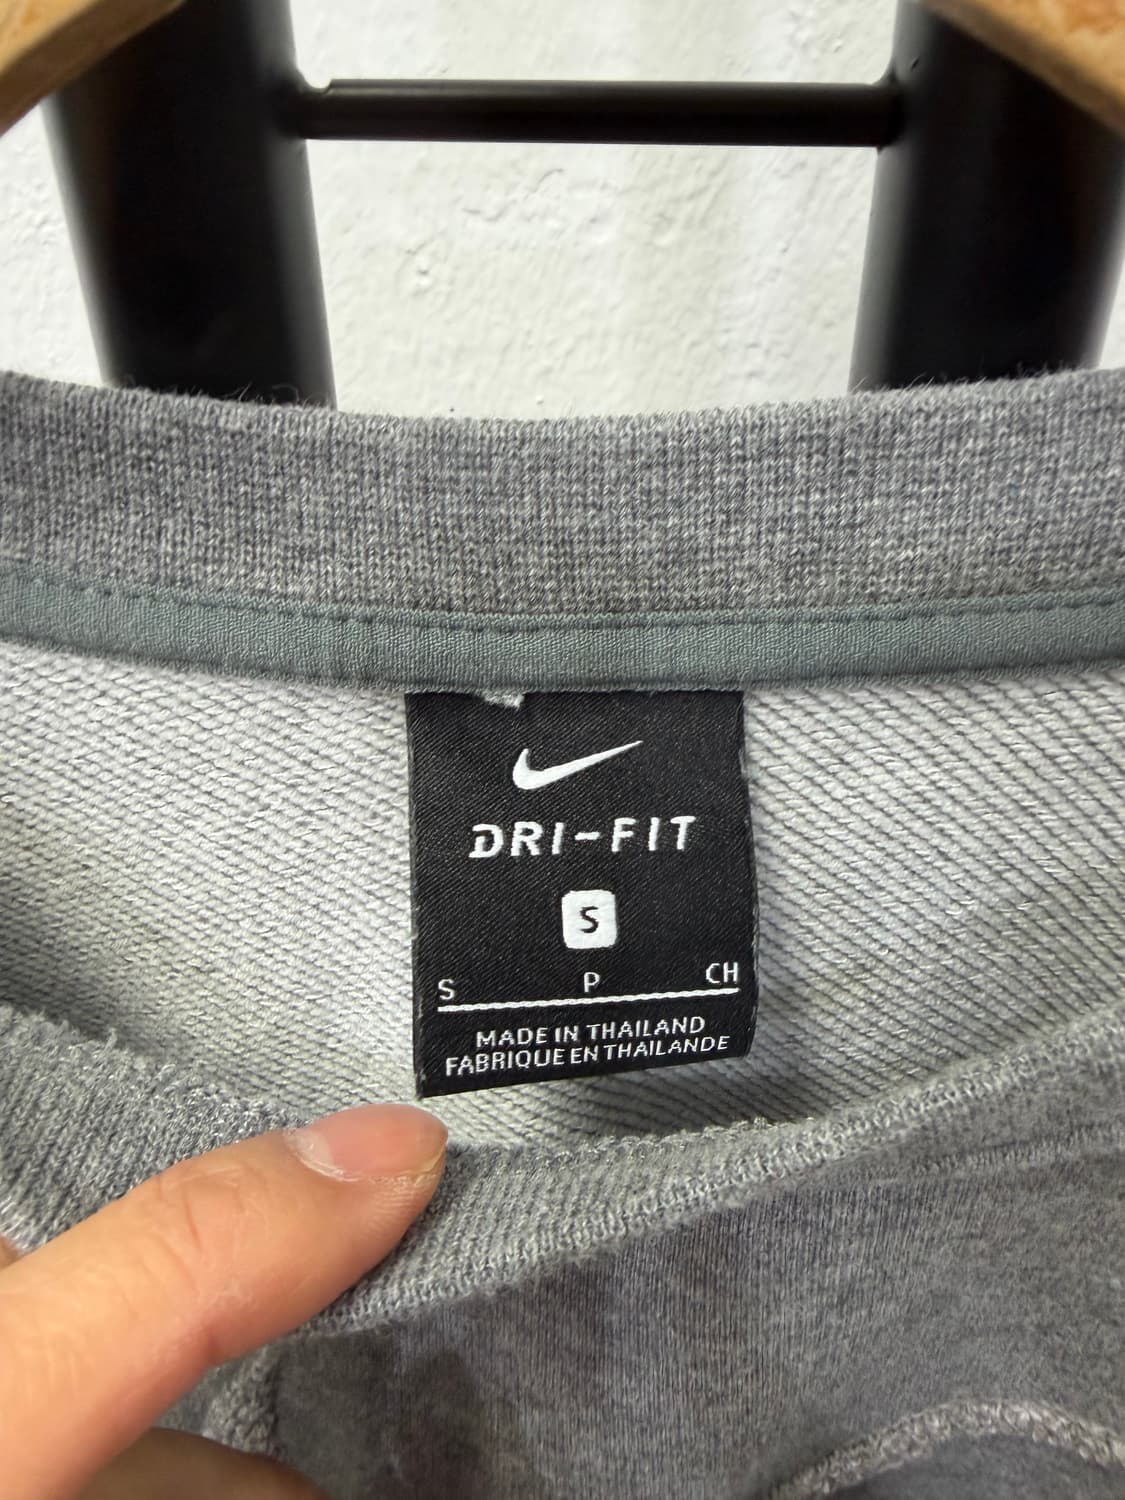 DRI-FIT
S
S P CH
MADE IN THAILAND
FABRIQUE EN THAILANDE